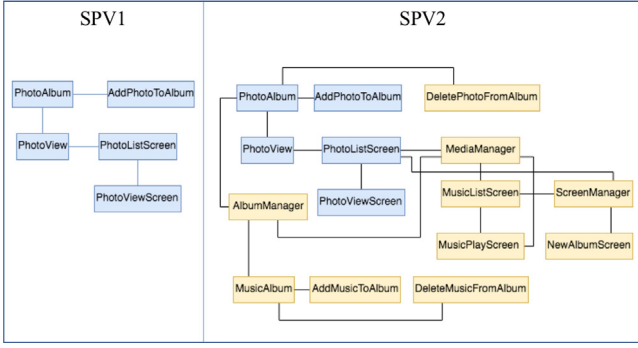 SPV1
SPV2
PhotoAlbum
AddPhotoToAlbum
PhotoView
PhotoListScreen
PhotoViewScreen
PhotoAlbum
AddPhotoToAlbum
DeletePhotoFromAlbum
PhotoView
PhotoListScreen
MediaManager
PhotoViewScreen
MusicListScreen
ScreenManager
AlbumManager
MusicPlayScreen
NewAlbumScreen
MusicAlbum
AddMusicToAlbum
DeleteMusicFromAlbum